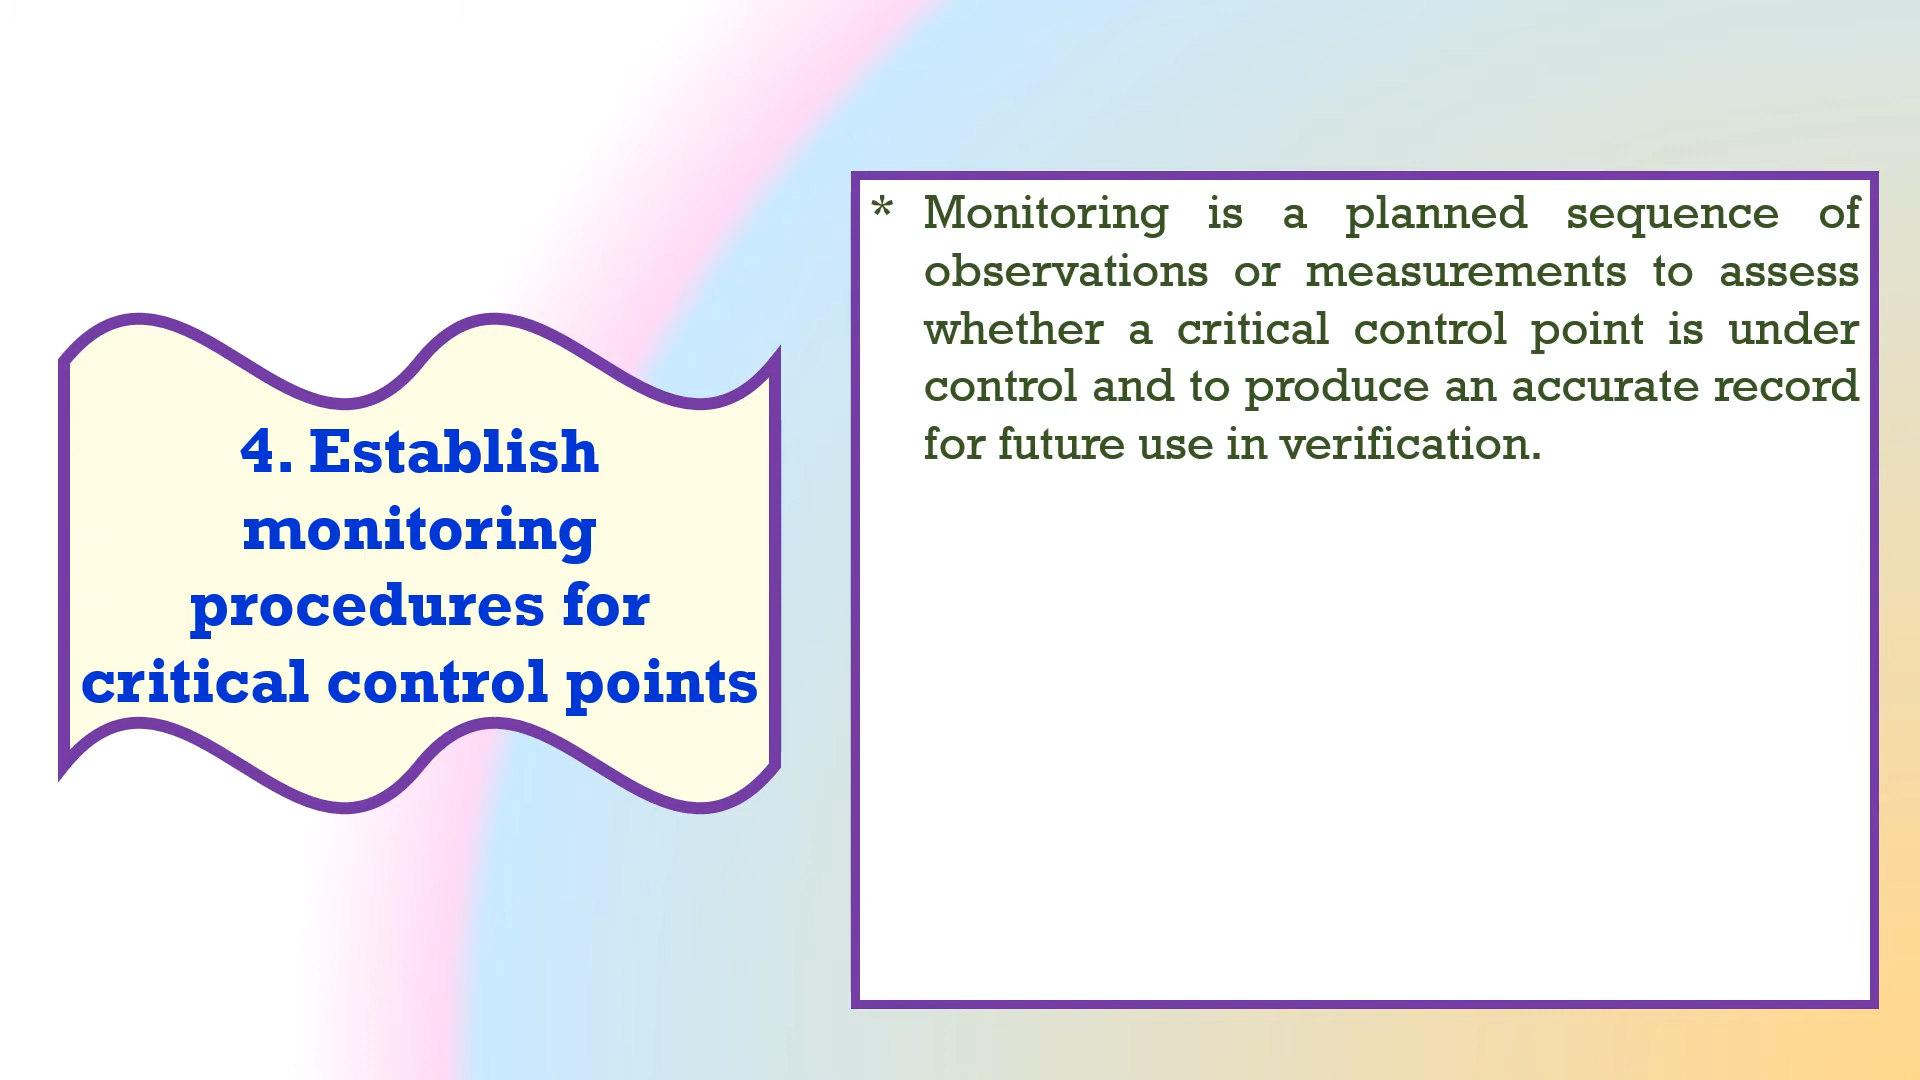 4. Establish
monitoring
procedures for
critical control points
* Monitoring is a planned sequence of
observations or measurements to assess
whether a critical control point is under
control and to produce an accurate record
for future use in verification.